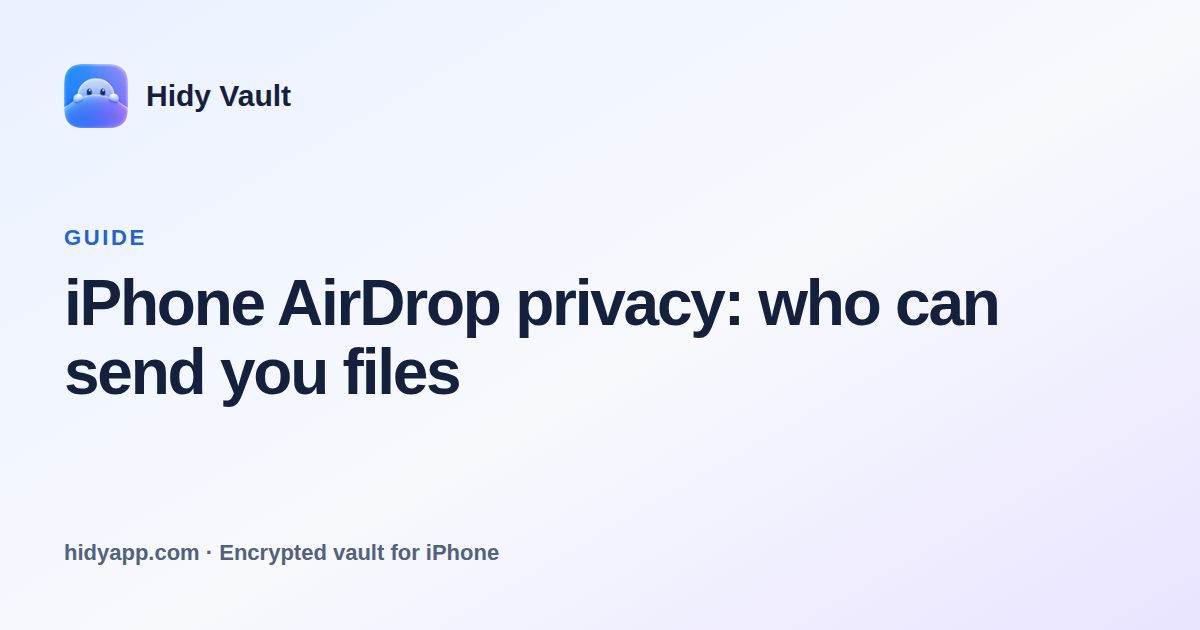 Hidy Vault
GUIDE
iPhone AirDrop privacy: who can
send you files
hidyapp.com · Encrypted vault for iPhone